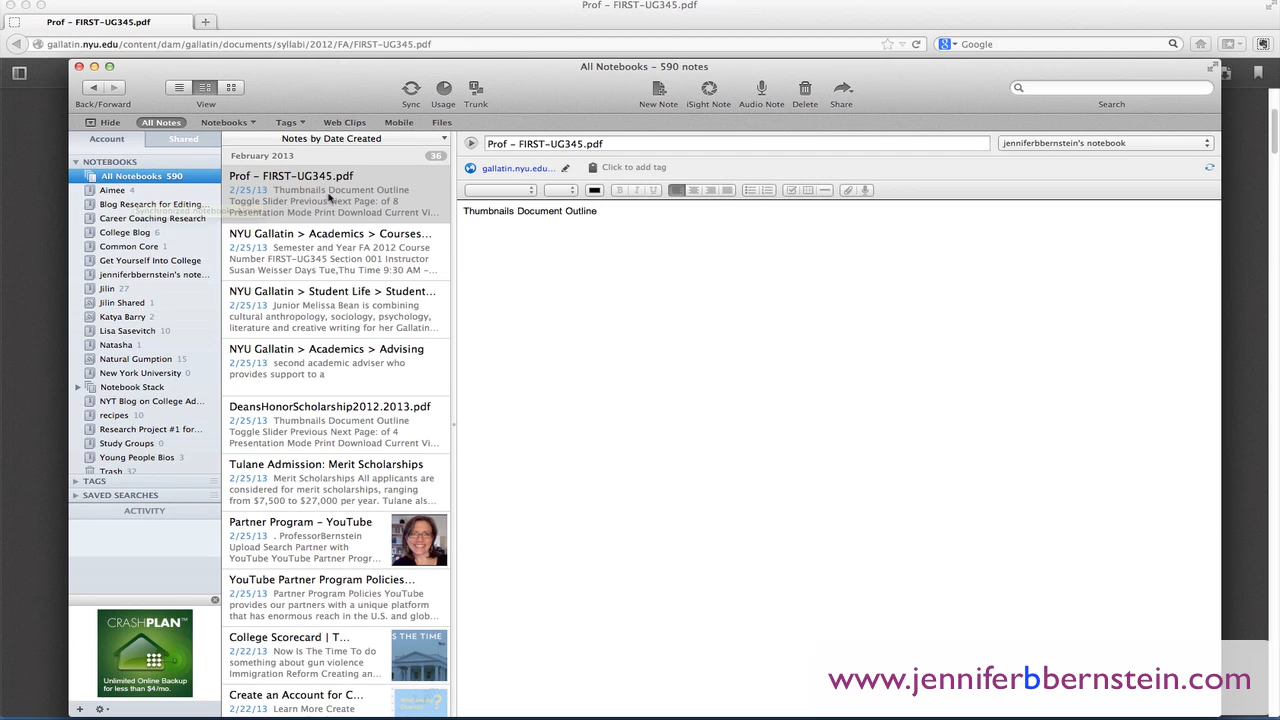 Prof - FIRST-UG345.pdf
Prof - FIRST-UG345.pdf
gallatin.nyu.edu/content/dam/gallatin/documents/syllabi/2012/FA/FIRST-UG345.pdf
Google
All Notebooks - 590 notes
Back/Forward
View
Sync
Usage
Trunk
New Note
iSight Note
Audio Note
Delete
Share
Search
Hide
All Notes
Notebooks
Tags
Web Clips
Mobile
Files
Account
Shared
NOTEBOOKS
All Notebooks 590
Aimee 4
Blog Research for Editing...
Career Coaching Research
College Blog 6
Common Core 1
Get Yourself Into College
jenniferbbernstein's note...
Jilin 27
Jilin Shared 1
Katya Barry 2
Lisa Sasevitch 10
Natasha 1
Natural Gumption 15
New York University 0
Notebook Stack
NYT Blog on College Ad...
recipes 10
Research Project #1 for...
Study Groups 0
Young People Bios 3
Trash 32
TAGS
SAVED SEARCHES
ACTIVITY
CRASHPLAN™
Unlimited Online Backup
for less than $4/mo.
Notes by Date Created
February 2013 36
Prof - FIRST-UG345.pdf
2/25/13 Thumbnails Document Outline
Toggle Slider Previous Next Page: of 8
Presentation Mode Print Download Current Vi...
NYU Gallatin > Academics > Courses...
2/25/13 Semester and Year FA 2012 Course
Number FIRST-UG345 Section 001 Instructor
Susan Weisser Days Tue,Thu Time 9:30 AM -...
NYU Gallatin > Student Life > Student...
2/25/13 Junior Melissa Bean is combining
cultural anthropology, sociology, psychology,
literature and creative writing for her Gallatin...
NYU Gallatin > Academics > Advising
2/25/13 second academic adviser who
provides support to a
DeansHonorScholarship2012.2013.pdf
2/25/13 Thumbnails Document Outline
Toggle Slider Previous Next Page: of 4
Presentation Mode Print Download Current Vi...
Tulane Admission: Merit Scholarships
2/25/13 Merit Scholarships All applicants are
considered for merit scholarships, ranging
from $7,500 to $27,000 per year. Tulane als...
Partner Program - YouTube
2/25/13 . ProfessorBernstein
Upload Search Partner with
YouTube YouTube Partner Progr...
YouTube Partner Program Policies...
2/25/13 Partner Program Policies YouTube
provides our partners with a unique platform
that has enormous reach in the U.S. and glob...
College Scorecard | T...
2/22/13 Now Is The Time To do
something about gun violence
Immigration Reform Creating an...
S THE TIME
Create an Account for C...
2/22/13 Learn More Create
Prof - FIRST-UG345.pdf
jenniferbbernstein's notebook
gallatin.nyu.edu...
Click to add tag
B I U
Thumbnails Document Outline
www.jenniferbbernstein.com